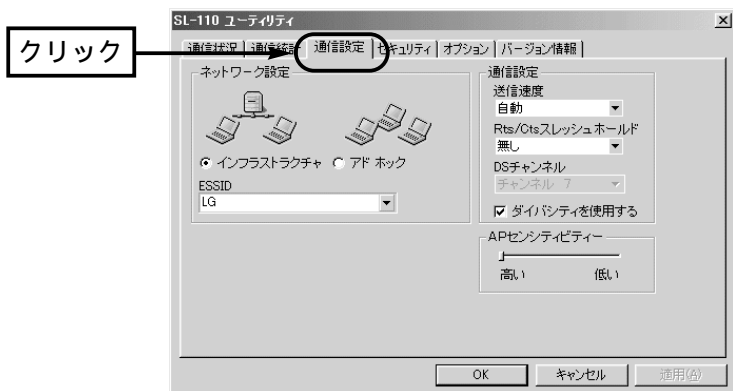 SL-110 ユーティリティ
クリック
通信状況 通信統計 通信設定 セキュリティ オプション バージョン情報
ネットワーク設定
インフラストラクチャ アド ホック
ESSID
LG
通信設定
送信速度
自動
Rts/Ctsスレッショホールド
無し
DSチャンネル
チャンネル 7
ダイバシティを使用する
APセンシティビティー
高い 低い
OK キャンセル 適用(A)